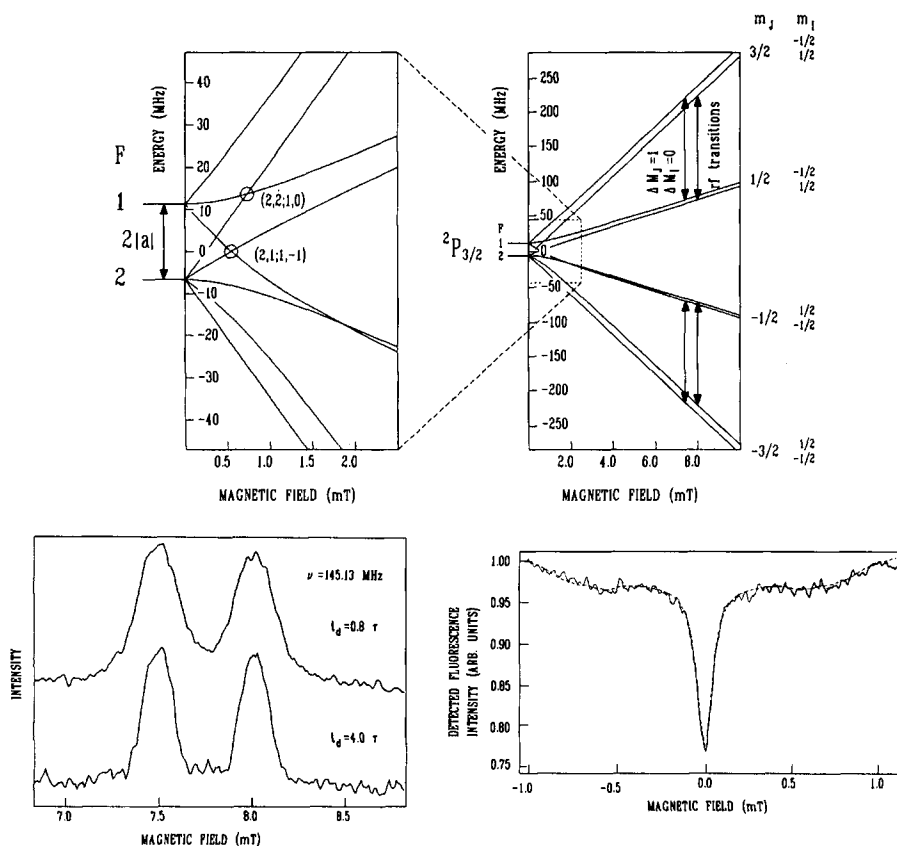 ENERGY (MHz)
40
30
20
10
0
-10
-20
-30
-40
F
1
2|a|
2
(2,2;1,0)
(2,1;1,-1)
0.5
1.0
1.5
2.0
MAGNETIC FIELD (mT)
ENERGY (MHz)
250
200
150
100
50
0
-50
-100
-150
-200
-250
²P₃/₂
F
1
2
ΔM_J=1
ΔM_I=0
rf transitions
2.0
4.0
6.0
8.0
MAGNETIC FIELD (mT)
m_J
m_I
3/2
-1/2
1/2
1/2
-1/2
1/2
-1/2
1/2
-1/2
-3/2
1/2
-1/2
INTENSITY
ν =145.13 MHz
t_d=0.8 τ
t_d=4.0 τ
7.0
7.5
8.0
8.5
MAGNETIC FIELD (mT)
DETECTED FLUORESCENCE
INTENSITY (ARB. UNITS)
1.00
0.95
0.90
0.85
0.80
0.75
-1.0
-0.5
0.0
0.5
1.0
MAGNETIC FIELD (mT)